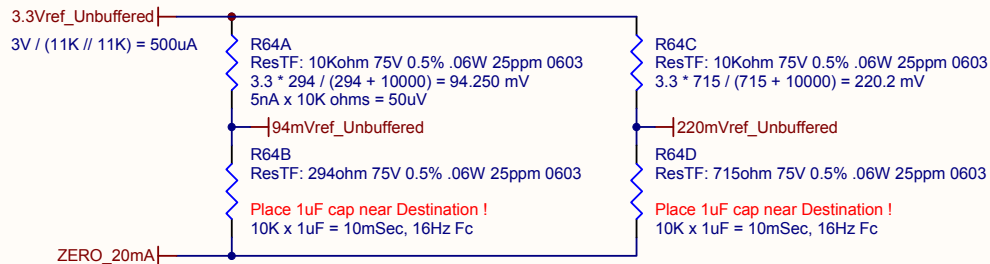 3.3Vref_Unbuffered
3V / (11K // 11K) = 500uA
R64A
ResTF: 10Kohm 75V 0.5% .06W 25ppm 0603
3.3 * 294 / (294 + 10000) = 94.250 mV
5nA x 10K ohms = 50uV
R64C
ResTF: 10Kohm 75V 0.5% .06W 25ppm 0603
3.3 * 715 / (715 + 10000) = 220.2 mV
94mVref_Unbuffered
220mVref_Unbuffered
R64B
ResTF: 294ohm 75V 0.5% .06W 25ppm 0603
Place 1uF cap near Destination !
10K x 1uF = 10mSec, 16Hz Fc
R64D
ResTF: 715ohm 75V 0.5% .06W 25ppm 0603
Place 1uF cap near Destination !
10K x 1uF = 10mSec, 16Hz Fc
ZERO_20mA